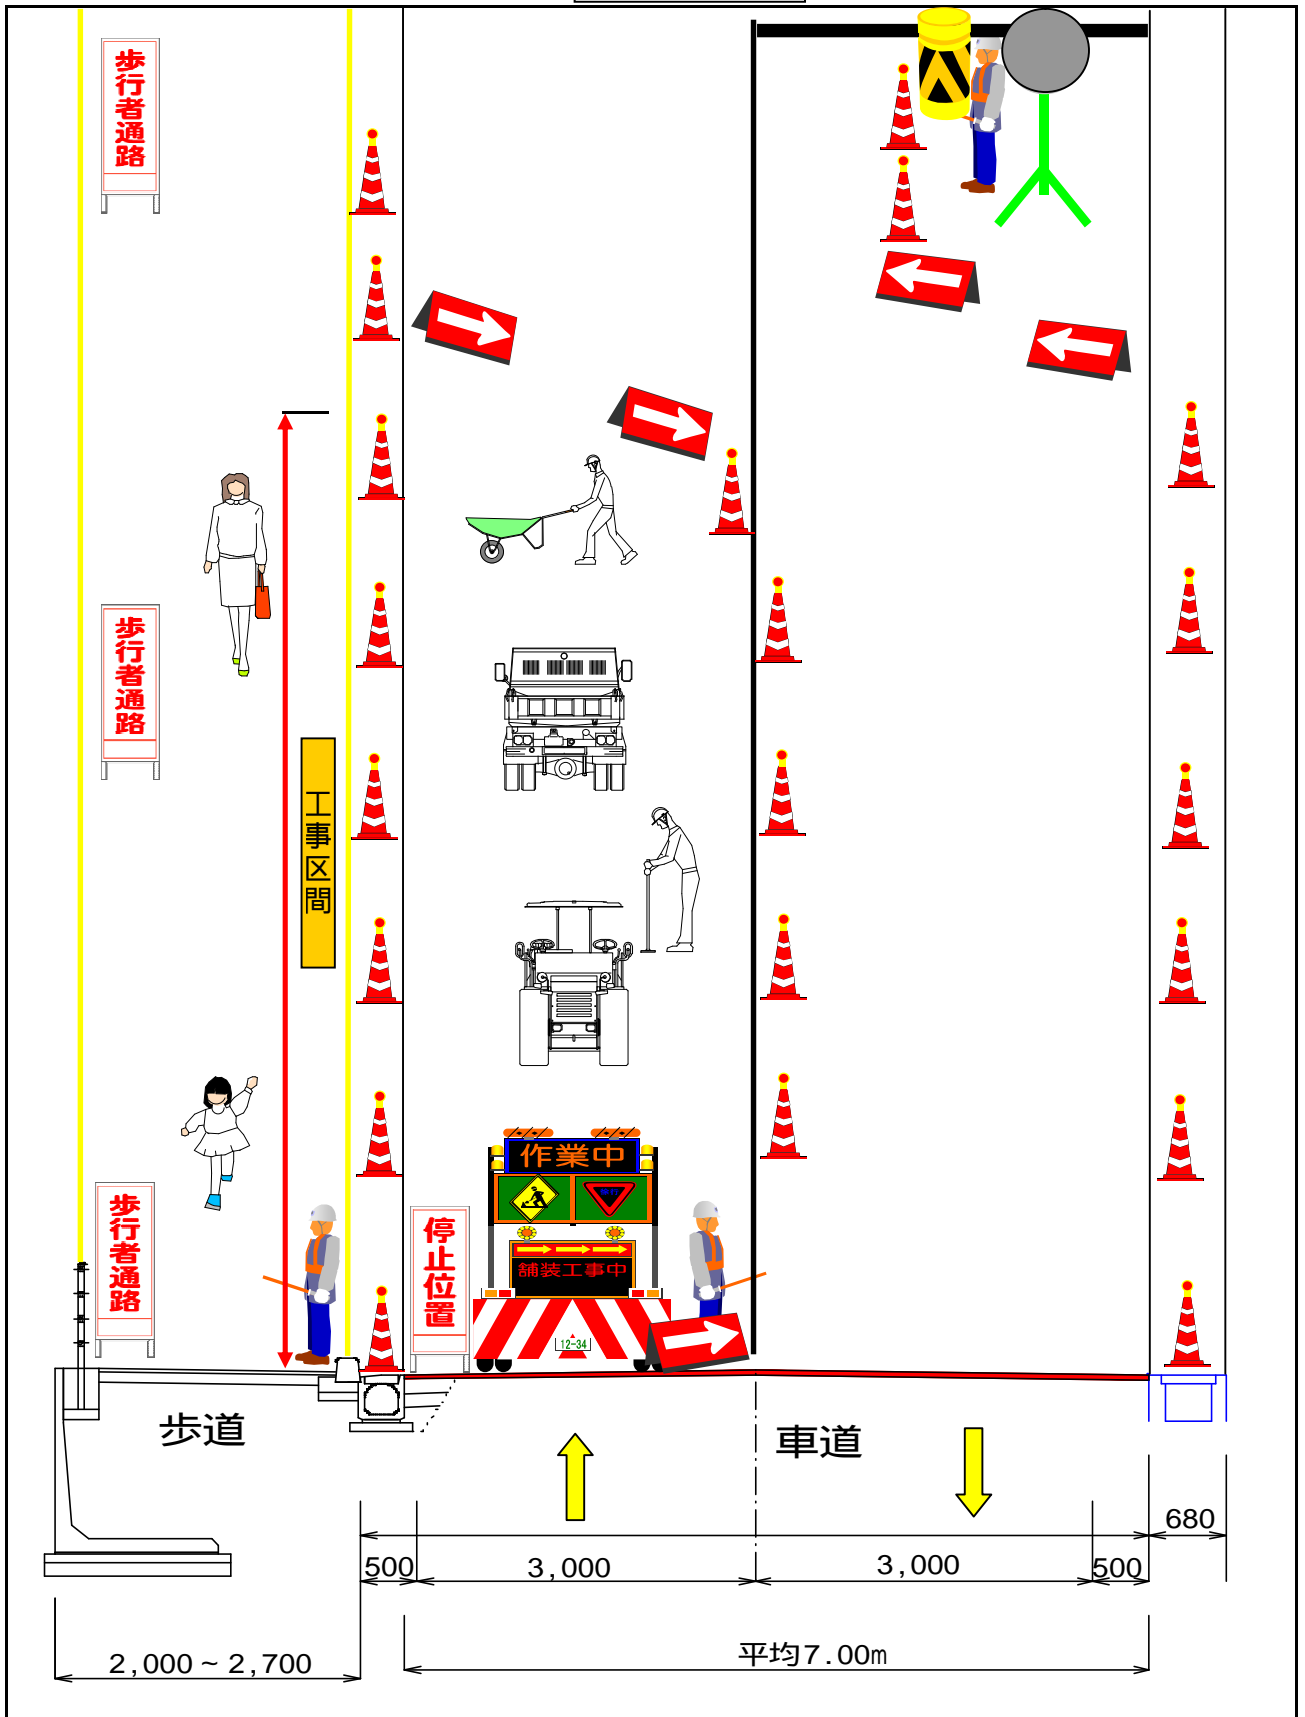 歩行者通路
歩行者通路
工事区間
歩行者通路
作業中
停止位置
舗装工事中
12-34
歩道
車道
680
500
3,000
3,000
500
2,000～2,700
平均7.00m